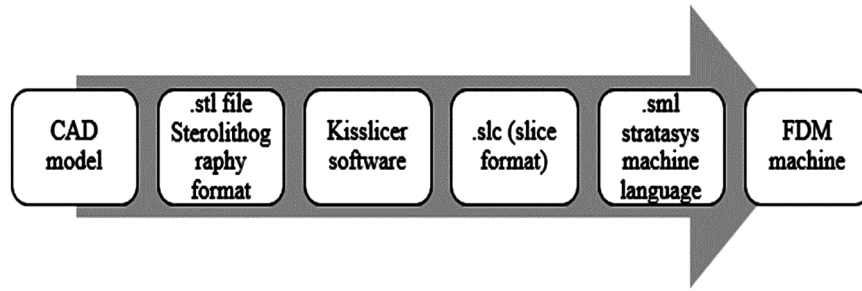 CAD
model
.stl file
Sterolithog
raphy
format
Kisslicer
software
.slc (slice
format)
.sml
stratasys
machine
language
FDM
machine